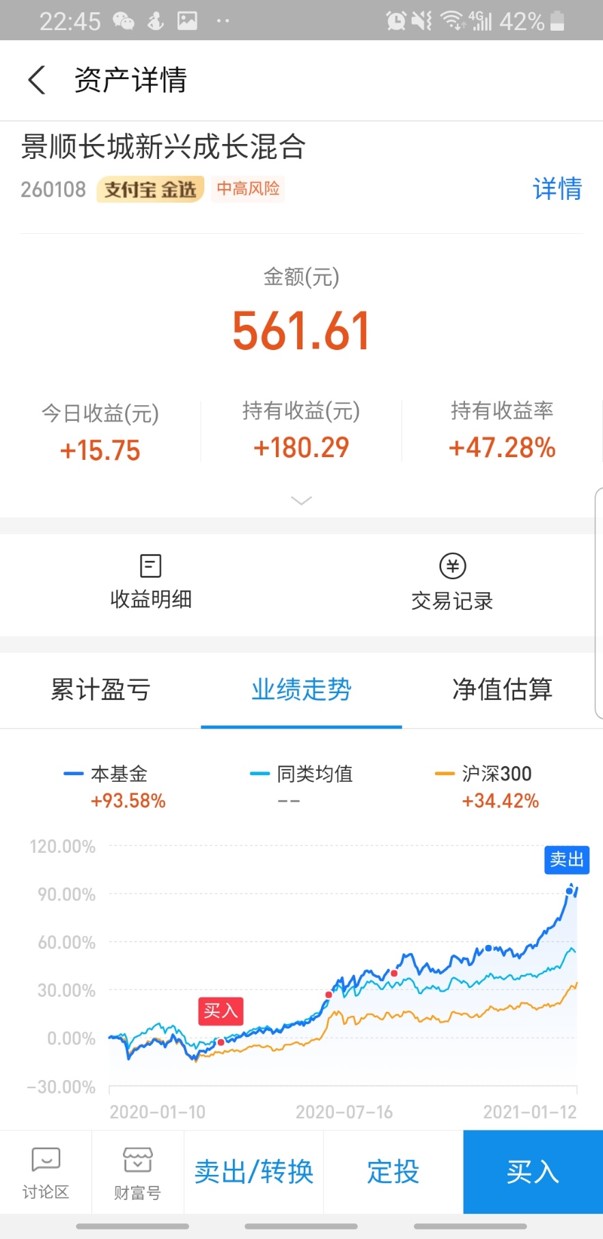 22:45 4G 42%
资产详情
景顺长城新兴成长混合
260108 支付宝 金选 中高风险 详情
金额(元)
561.61
今日收益(元) 持有收益(元) 持有收益率
+15.75 +180.29 +47.28%
收益明细 交易记录
累计盈亏 业绩走势 净值估算
本基金 同类均值 沪深300
+93.58% -- +34.42%
120.00%
卖出
90.00%
60.00%
30.00%
买入
0.00%
-30.00%
2020-01-10 2020-07-16 2021-01-12
讨论区 财富号 卖出/转换 定投 买入